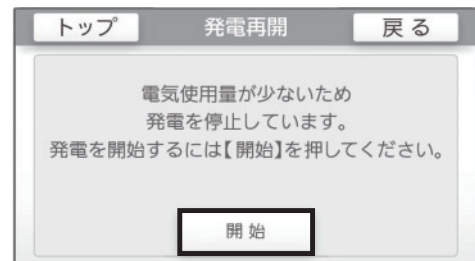 トップ 発電再開 戻る
電気使用量が少ないため
発電を停止しています。
発電を開始するには【開始】を押してください。
開始